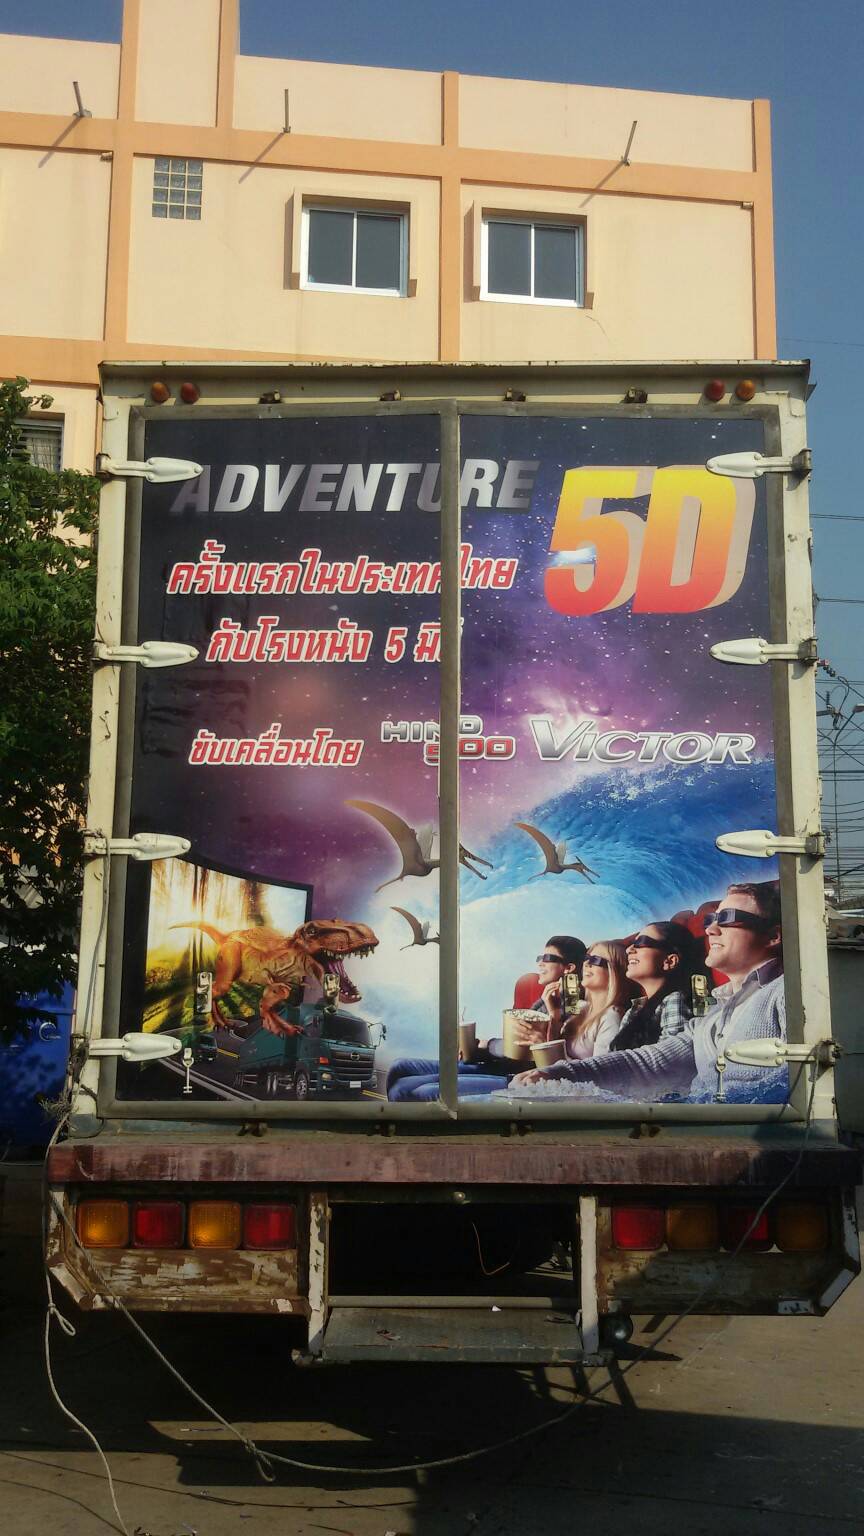 ADVENTURE 5D
ครั้งแรกในประเทศไทย
กับโรงหนัง 5 มิติ
ขับเคลื่อนโดย HINO 500 VICTOR